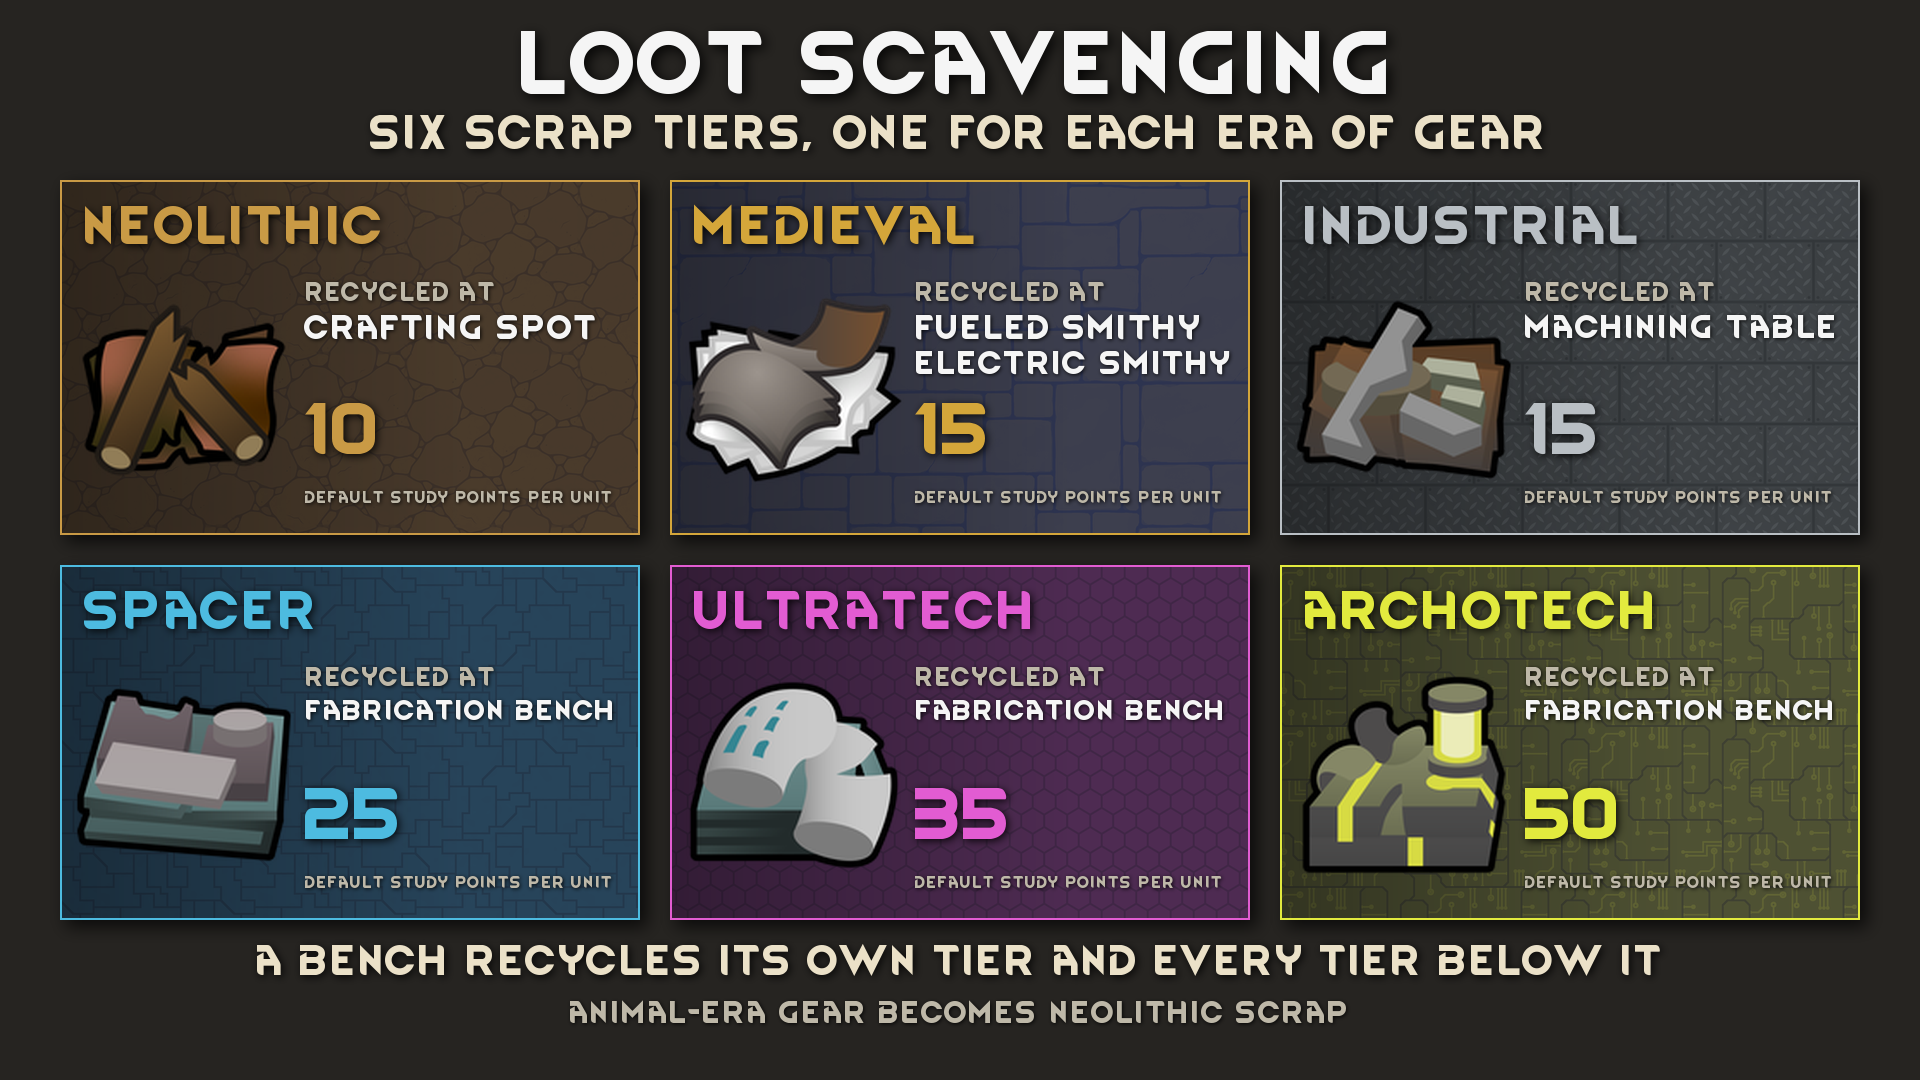 LOOT SCAVENGING
SIX SCRAP TIERS, ONE FOR EACH ERA OF GEAR
NEOLITHIC
RECYCLED AT
CRAFTING SPOT
10
DEFAULT STUDY POINTS PER UNIT
MEDIEVAL
RECYCLED AT
FUELED SMITHY
ELECTRIC SMITHY
15
DEFAULT STUDY POINTS PER UNIT
INDUSTRIAL
RECYCLED AT
MACHINING TABLE
15
DEFAULT STUDY POINTS PER UNIT
SPACER
RECYCLED AT
FABRICATION BENCH
25
DEFAULT STUDY POINTS PER UNIT
ULTRATECH
RECYCLED AT
FABRICATION BENCH
35
DEFAULT STUDY POINTS PER UNIT
ARCHOTECH
RECYCLED AT
FABRICATION BENCH
50
DEFAULT STUDY POINTS PER UNIT
A BENCH RECYCLES ITS OWN TIER AND EVERY TIER BELOW IT
ANIMAL-ERA GEAR BECOMES NEOLITHIC SCRAP